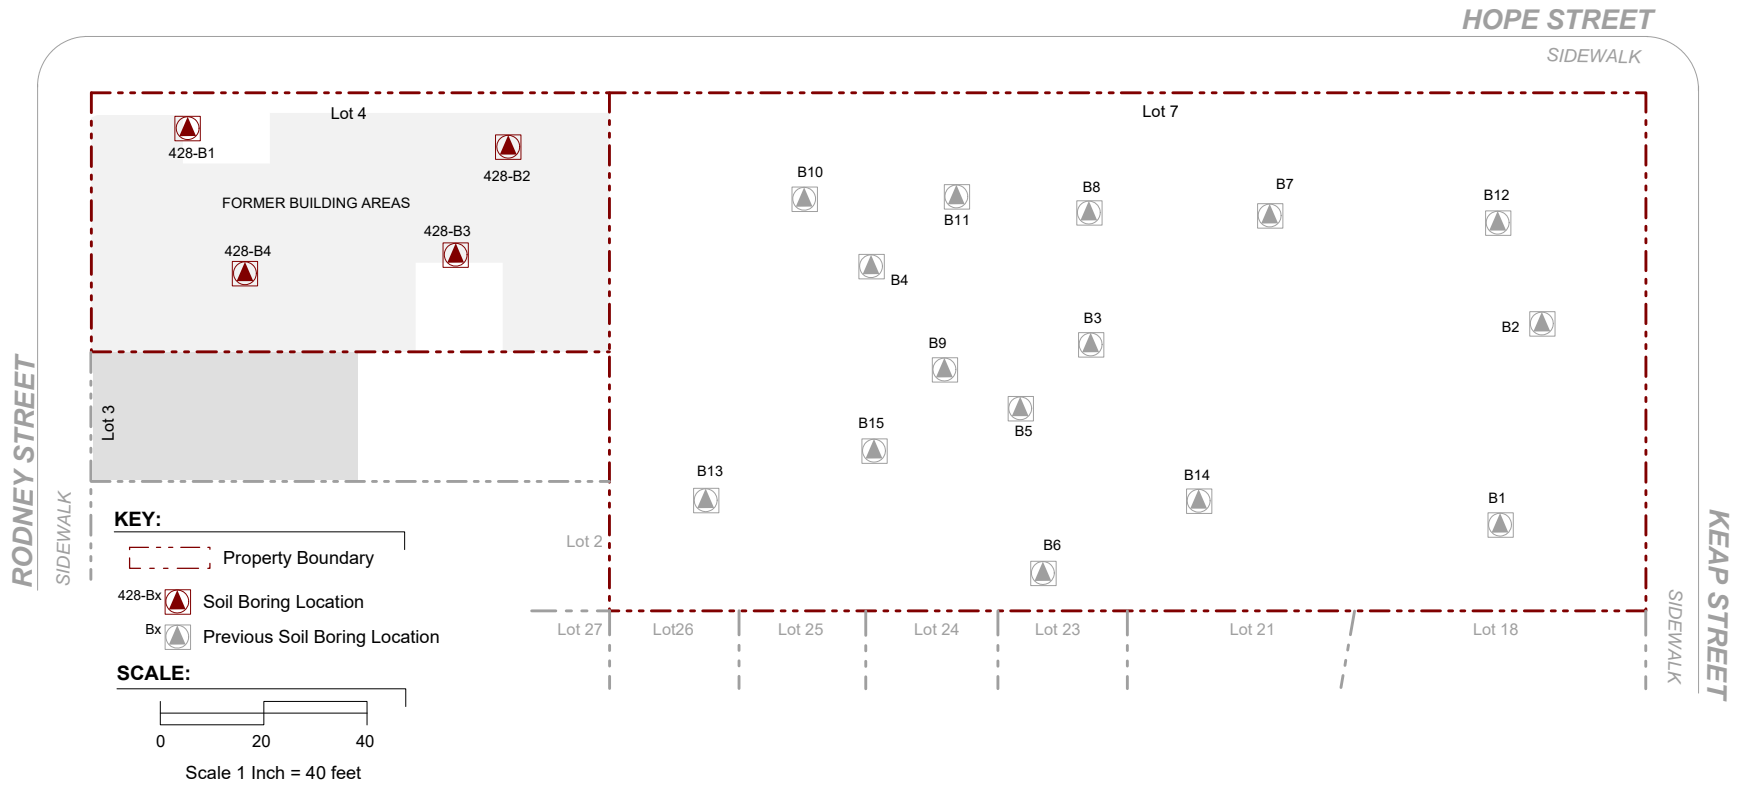 HOPE STREET
SIDEWALK
Lot 4
Lot 7
428-B1
428-B2
B10
B11
B8
B7
B12
FORMER BUILDING AREAS
428-B3
428-B4
B4
B3
B2
B9
B5
B15
B13
B14
B1
B6
RODNEY STREET
SIDEWALK
Lot 3
KEY:
Property Boundary
428-Bx Soil Boring Location
Bx Previous Soil Boring Location
SCALE:
0 20 40
Scale 1 Inch = 40 feet
Lot 2
Lot 27
Lot26
Lot 25
Lot 24
Lot 23
Lot 21
Lot 18
SIDEWALK
KEAP STREET